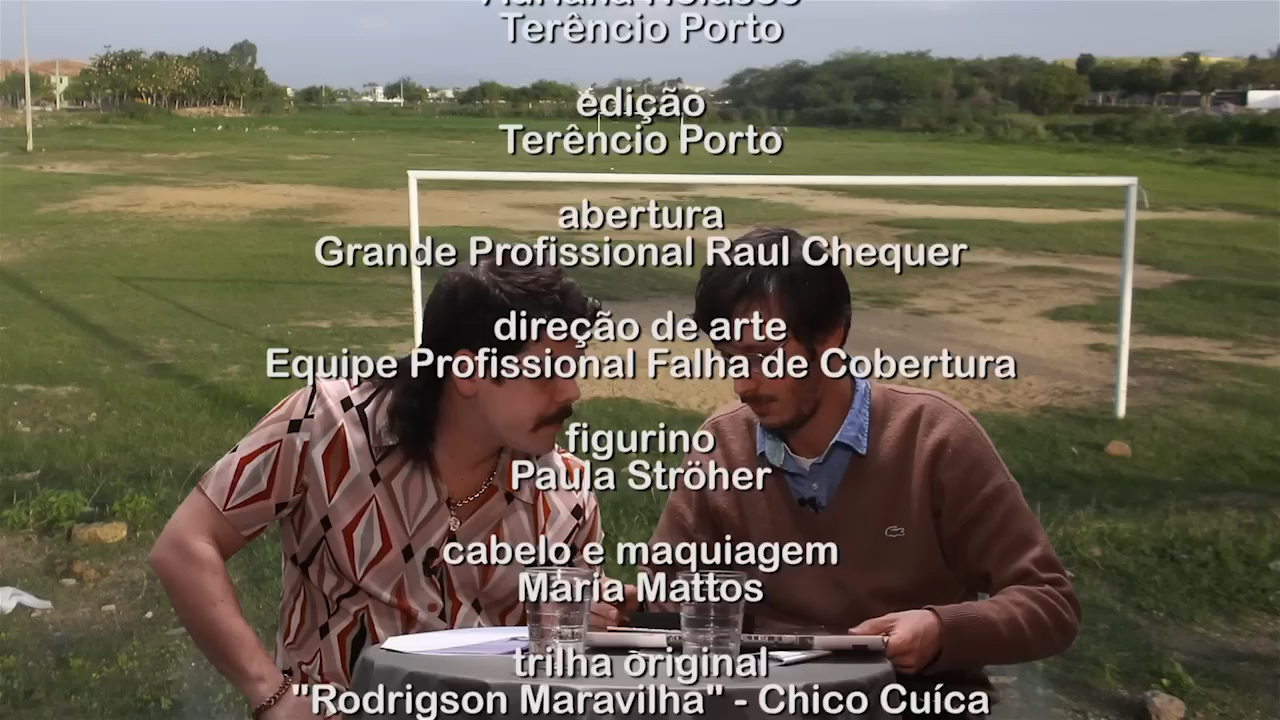 Terêncio Porto
edição
Terêncio Porto
abertura
Grande Profissional Raul Chequer
direção de arte
Equipe Profissional Falha de Cobertura
figurino
Paula Ströher
cabelo e maquiagem
Maria Mattos
trilha original
"Rodrigson Maravilha" - Chico Cuíca